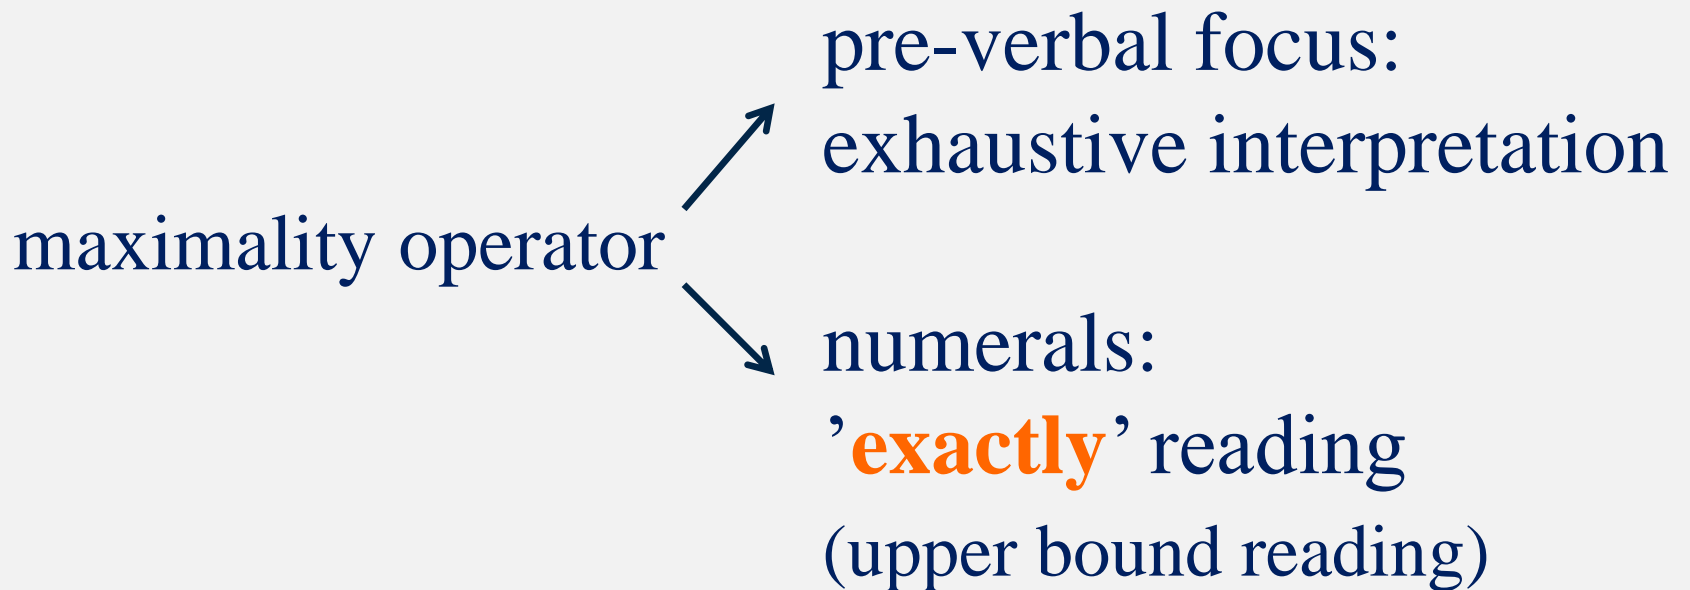 maximality operator
pre-verbal focus:
exhaustive interpretation
numerals:
’exactly’ reading
(upper bound reading)